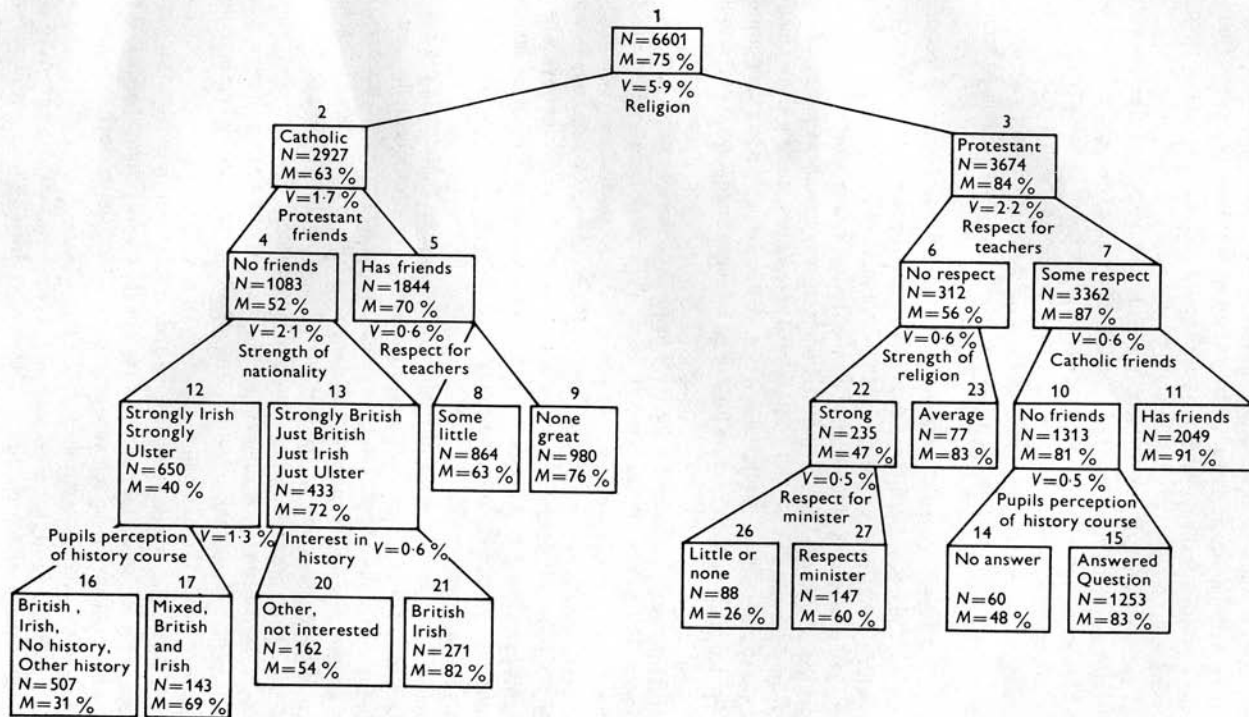 1
N=6601
M=75 %
V=5·9 %
Religion
2
Catholic
N=2927
M=63 %
V=1·7 %
Protestant
friends
3
Protestant
N=3674
M=84 %
V=2·2 %
Respect for
teachers
4
No friends
N=1083
M=52 %
V=2·1 %
Strength of
nationality
5
Has friends
N=1844
M=70 %
V=0·6 %
Respect for
teachers
6
No respect
N=312
M=56 %
V=0·6 %
Strength of
religion
7
Some respect
N=3362
M=87 %
V=0·6 %
Catholic friends
12
Strongly Irish
Strongly
Ulster
N=650
M=40 %
V=1·3 %
Pupils perception
of history course
13
Strongly British
Just British
Just Irish
Just Ulster
N=433
M=72 %
Interest in
history
V=0·6 %
8
Some
little
N=864
M=63 %
9
None
great
N=980
M=76 %
22
Strong
N=235
M=47 %
V=0·5 %
Respect for
minister
23
Average
N=77
M=83 %
10
No friends
N=1313
M=81 %
V=0·5 %
Pupils perception
of history course
11
Has friends
N=2049
M=91 %
16
British ,
Irish,
No history,
Other history
N=507
M=31 %
17
Mixed,
British
and
Irish
N=143
M=69 %
20
Other,
not interested
N=162
M=54 %
21
British
Irish
N=271
M=82 %
26
Little or
none
N=88
M=26 %
27
Respects
minister
N=147
M=60 %
14
No answer
N=60
M=48 %
15
Answered
Question
N=1253
M=83 %